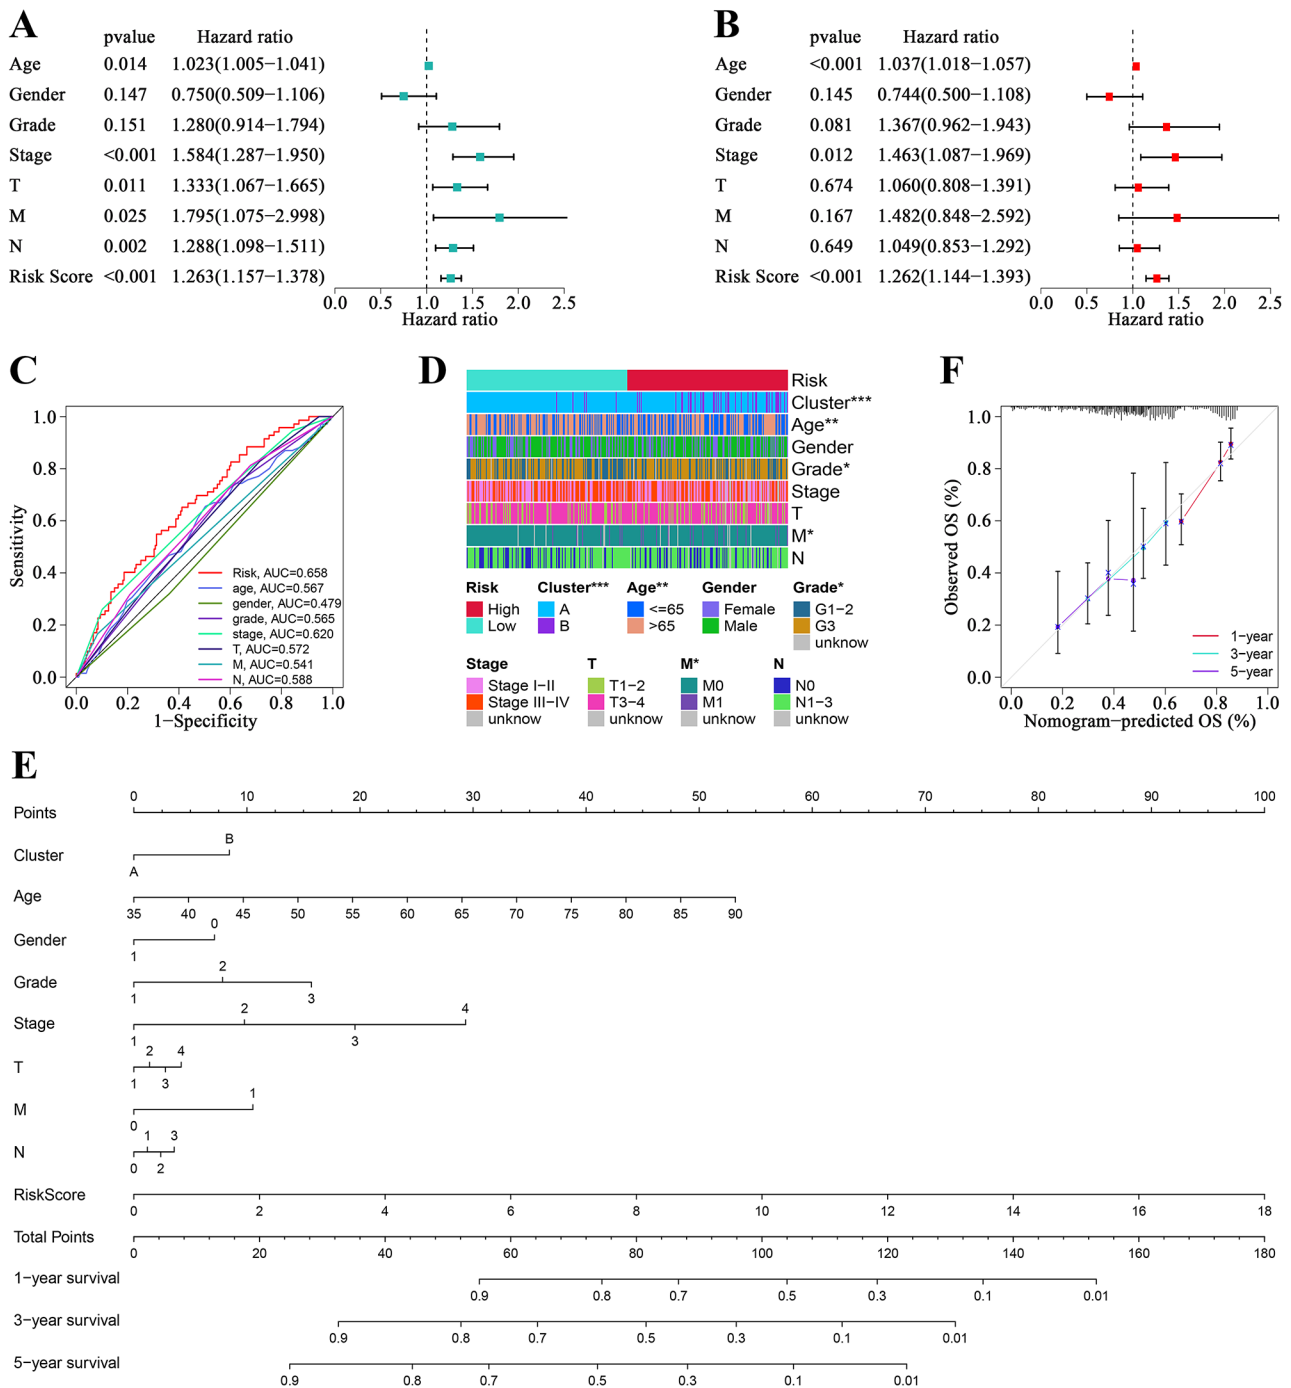 A
pvalue Hazard ratio
Age 0.014 1.023(1.005−1.041)
Gender 0.147 0.750(0.509−1.106)
Grade 0.151 1.280(0.914−1.794)
Stage <0.001 1.584(1.287−1.950)
T 0.011 1.333(1.067−1.665)
M 0.025 1.795(1.075−2.998)
N 0.002 1.288(1.098−1.511)
Risk Score <0.001 1.263(1.157−1.378)
0.0 0.5 1.0 1.5 2.0 2.5
Hazard ratio
B
pvalue Hazard ratio
Age <0.001 1.037(1.018−1.057)
Gender 0.145 0.744(0.500−1.108)
Grade 0.081 1.367(0.962−1.943)
Stage 0.012 1.463(1.087−1.969)
T 0.674 1.060(0.808−1.391)
M 0.167 1.482(0.848−2.592)
N 0.649 1.049(0.853−1.292)
Risk Score <0.001 1.262(1.144−1.393)
0.0 0.5 1.0 1.5 2.0 2.5
Hazard ratio
C
Sensitivity
1.0
0.8
0.6
0.4
0.2
0.0
Risk, AUC=0.658
age, AUC=0.567
gender, AUC=0.479
grade, AUC=0.565
stage, AUC=0.620
T, AUC=0.572
M, AUC=0.541
N, AUC=0.588
0.0 0.2 0.4 0.6 0.8 1.0
1−Specificity
D
Risk
Cluster***
Age**
Gender
Grade*
Stage
T
M*
N
Risk Cluster*** Age** Gender Grade*
High A <=65 Female G1−2
Low B >65 Male G3
unknow
Stage T M* N
Stage I−II T1−2 M0 N0
Stage III−IV T3−4 M1 N1−3
unknow unknow unknow unknow
F
Observed OS (%)
1.0
0.8
0.6
0.4
0.2
0.0
1−year
3−year
5−year
0.0 0.2 0.4 0.6 0.8 1.0
Nomogram−predicted OS (%)
E
0 10 20 30 40 50 60 70 80 90 100
Points
B
Cluster
A
Age
35 40 45 50 55 60 65 70 75 80 85 90
0
Gender
1
2
Grade
1 3
2 4
Stage
1 3
2 4
T
1 3
1
M
0
1 3
N
0 2
RiskScore
0 2 4 6 8 10 12 14 16 18
Total Points
0 20 40 60 80 100 120 140 160 180
1−year survival
0.9 0.8 0.7 0.5 0.3 0.1 0.01
3−year survival
0.9 0.8 0.7 0.5 0.3 0.1 0.01
5−year survival
0.9 0.8 0.7 0.5 0.3 0.1 0.01